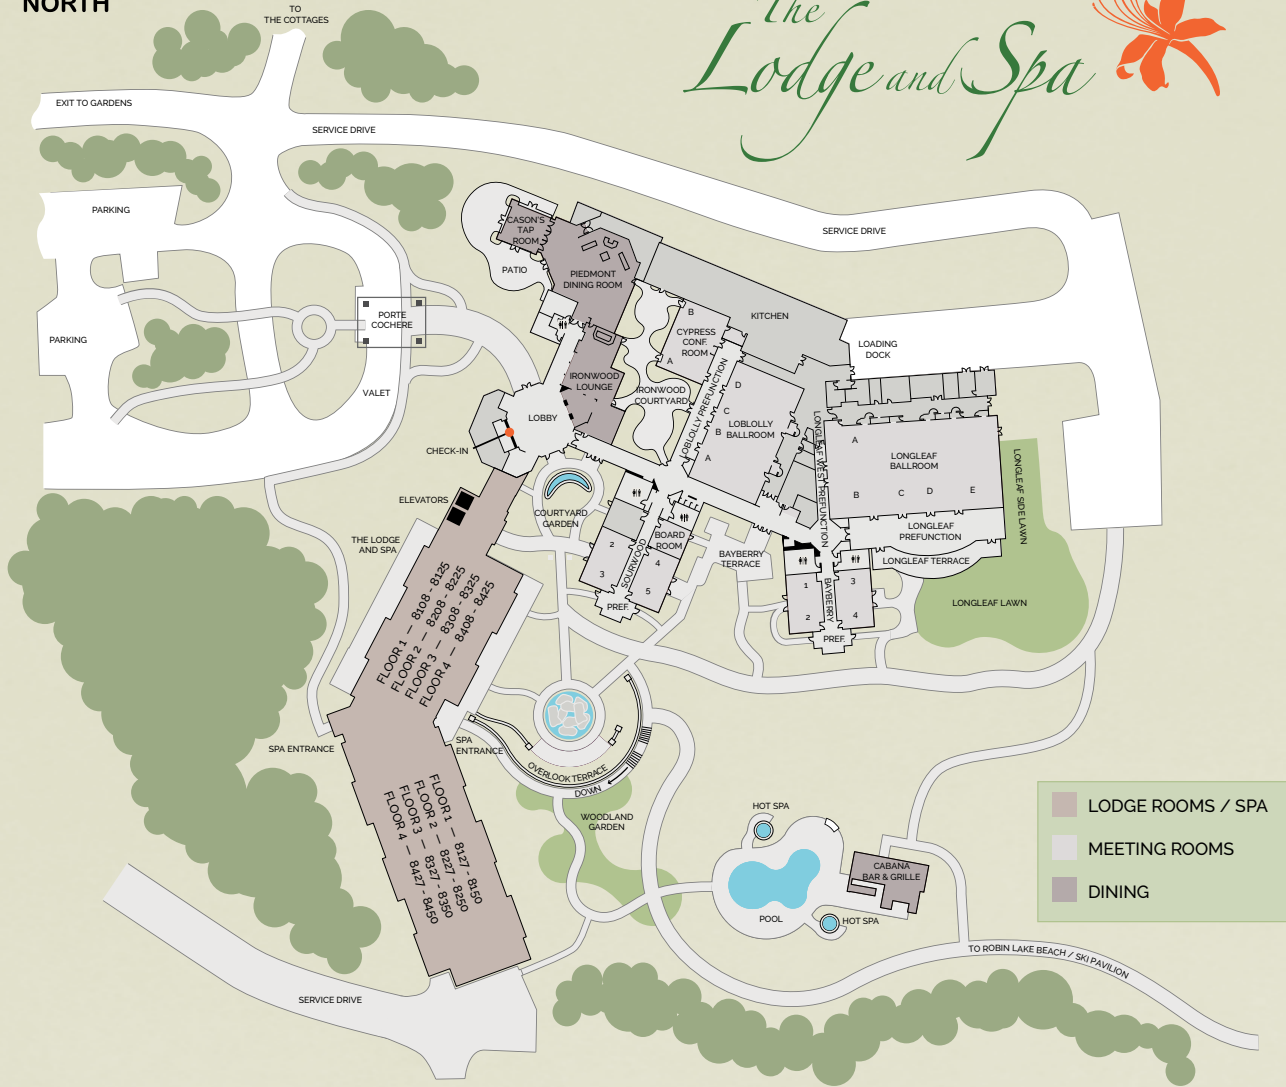 NORTH
TO
THE COTTAGES
The
Lodge and Spa
EXIT TO GARDENS
SERVICE DRIVE
PARKING
SERVICE DRIVE
CASON'S
TAP
ROOM
PATIO
PIEDMONT
DINING ROOM
PORTE
COCHERE
PARKING
VALET
KITCHEN
LOADING
DOCK
B
CYPRESS
CONF.
ROOM
A
IRONWOOD
LOUNGE
IRONWOOD
COURTYARD
LOBLOLLY PREFUNCTION
D
C
B
A
LOBLOLLY
BALLROOM
LOBBY
CHECK-IN
LONGLEAF WEST PREFUNCTION
A
LONGLEAF
BALLROOM
B
C
D
E
LONGLEAF SIDE LAWN
LONGLEAF
PREFUNCTION
LONGLEAF TERRACE
LONGLEAF LAWN
ELEVATORS
THE LODGE
AND SPA
COURTYARD
GARDEN
BOARD
ROOM
SOURWOOD
2
3
4
5
PREF.
BAYBERRY
TERRACE
1
2
BAYBERRY
3
4
PREF.
FLOOR 1 — 8108 - 8125
FLOOR 2 — 8208 - 8225
FLOOR 3 — 8308 - 8325
FLOOR 4 — 8408 - 8425
SPA ENTRANCE
SPA
ENTRANCE
OVERLOOK TERRACE
DOWN
WOODLAND
GARDEN
FLOOR 1 — 8127 - 8150
FLOOR 2 — 8227 - 8250
FLOOR 3 — 8327 - 8350
FLOOR 4 — 8427 - 8450
HOT SPA
POOL
HOT SPA
CABANA
BAR & GRILLE
LODGE ROOMS / SPA
MEETING ROOMS
DINING
TO ROBIN LAKE BEACH / SKI PAVILION
SERVICE DRIVE